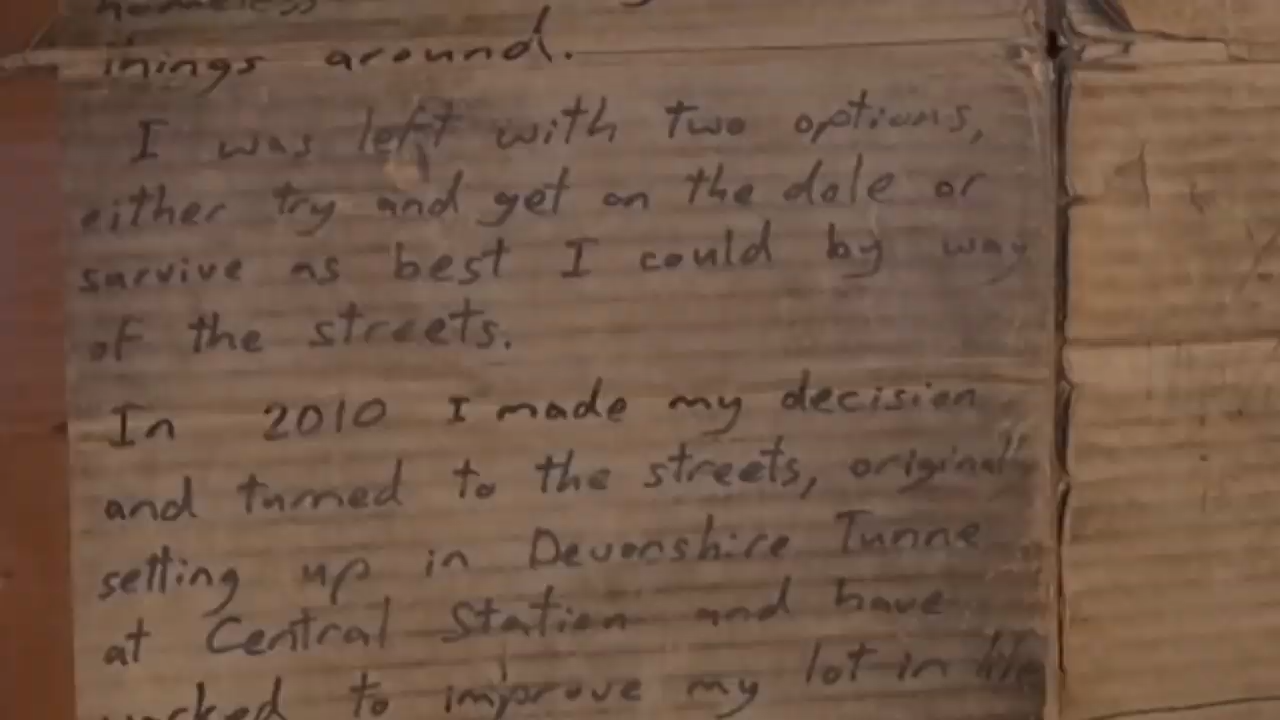 homeless
things around.
I was left with two options,
either try and get on the dole or
survive as best I could by way
of the streets.
In 2010 I made my decision
and turned to the streets, originally
setting up in Devonshire Tunne
at Central Station and have
worked to improve my lot in life